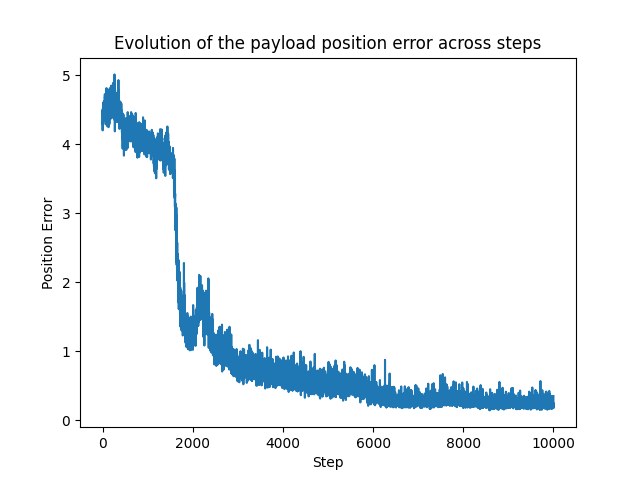 Evolution of the payload position error across steps
5
4
3
2
1
0
Position Error
0 2000 4000 6000 8000 10000
Step